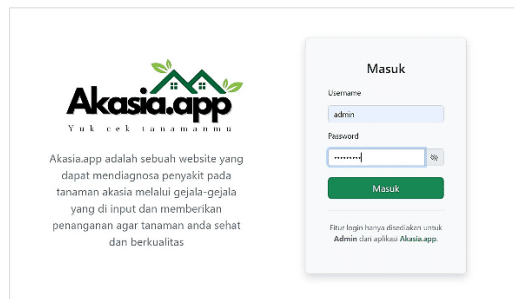 Akasia.app
Yuk cek tanamanmu
Akasia.app adalah sebuah website yang
dapat mendiagnosa penyakit pada
tanaman akasia melalui gejala-gejala
yang di input dan memberikan
penanganan agar tanaman anda sehat
dan berkualitas
Masuk
Username
admin
Password
Masuk
Fitur login hanya disediakan untuk
Admin dari aplikasi Akasia.app.